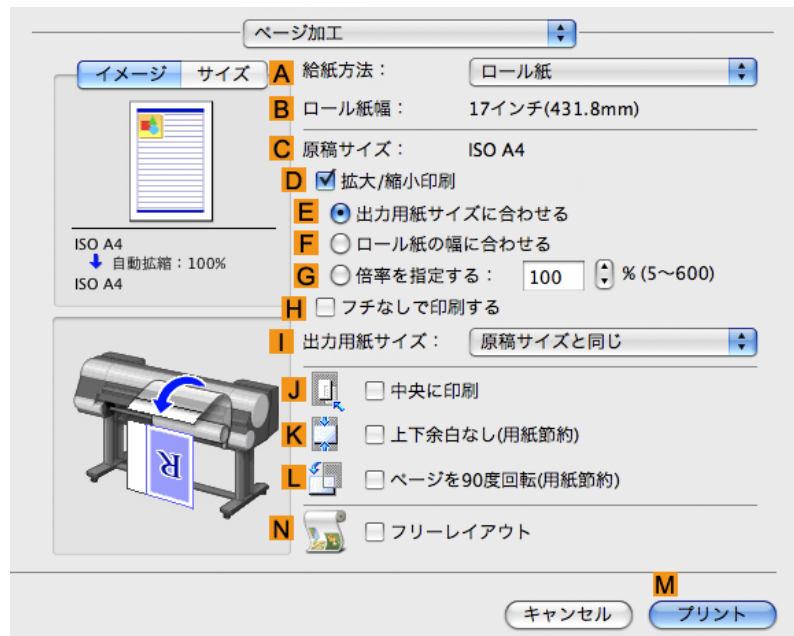 ページ加工
イメージ サイズ
A 給紙方法： ロール紙
B ロール紙幅： 17インチ(431.8mm)
C 原稿サイズ： ISO A4
D 拡大/縮小印刷
E 出力用紙サイズに合わせる
F ロール紙の幅に合わせる
G 倍率を指定する： 100 % (5〜600)
H フチなしで印刷する
I 出力用紙サイズ： 原稿サイズと同じ
ISO A4
自動拡縮：100%
ISO A4
J 中央に印刷
K 上下余白なし(用紙節約)
L ページを90度回転(用紙節約)
N フリーレイアウト
R
M
キャンセル プリント